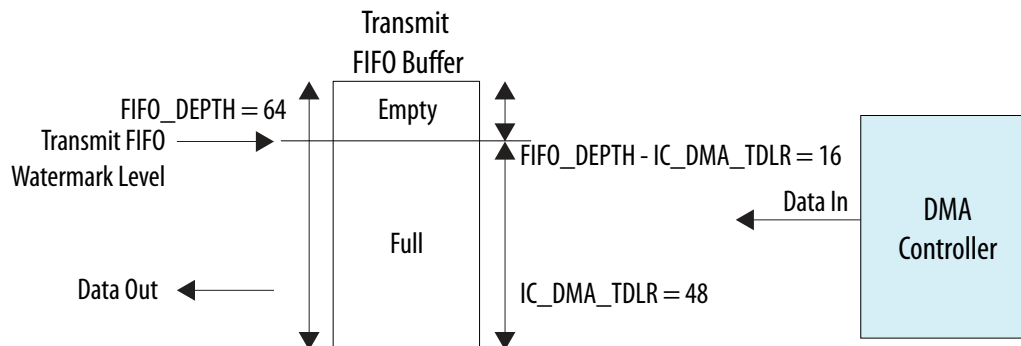 Transmit
FIFO Buffer
FIFO_DEPTH = 64
Empty
Transmit FIFO
Watermark Level
FIFO_DEPTH - IC_DMA_TDLR = 16
Data In
DMA
Controller
Full
Data Out
IC_DMA_TDLR = 48